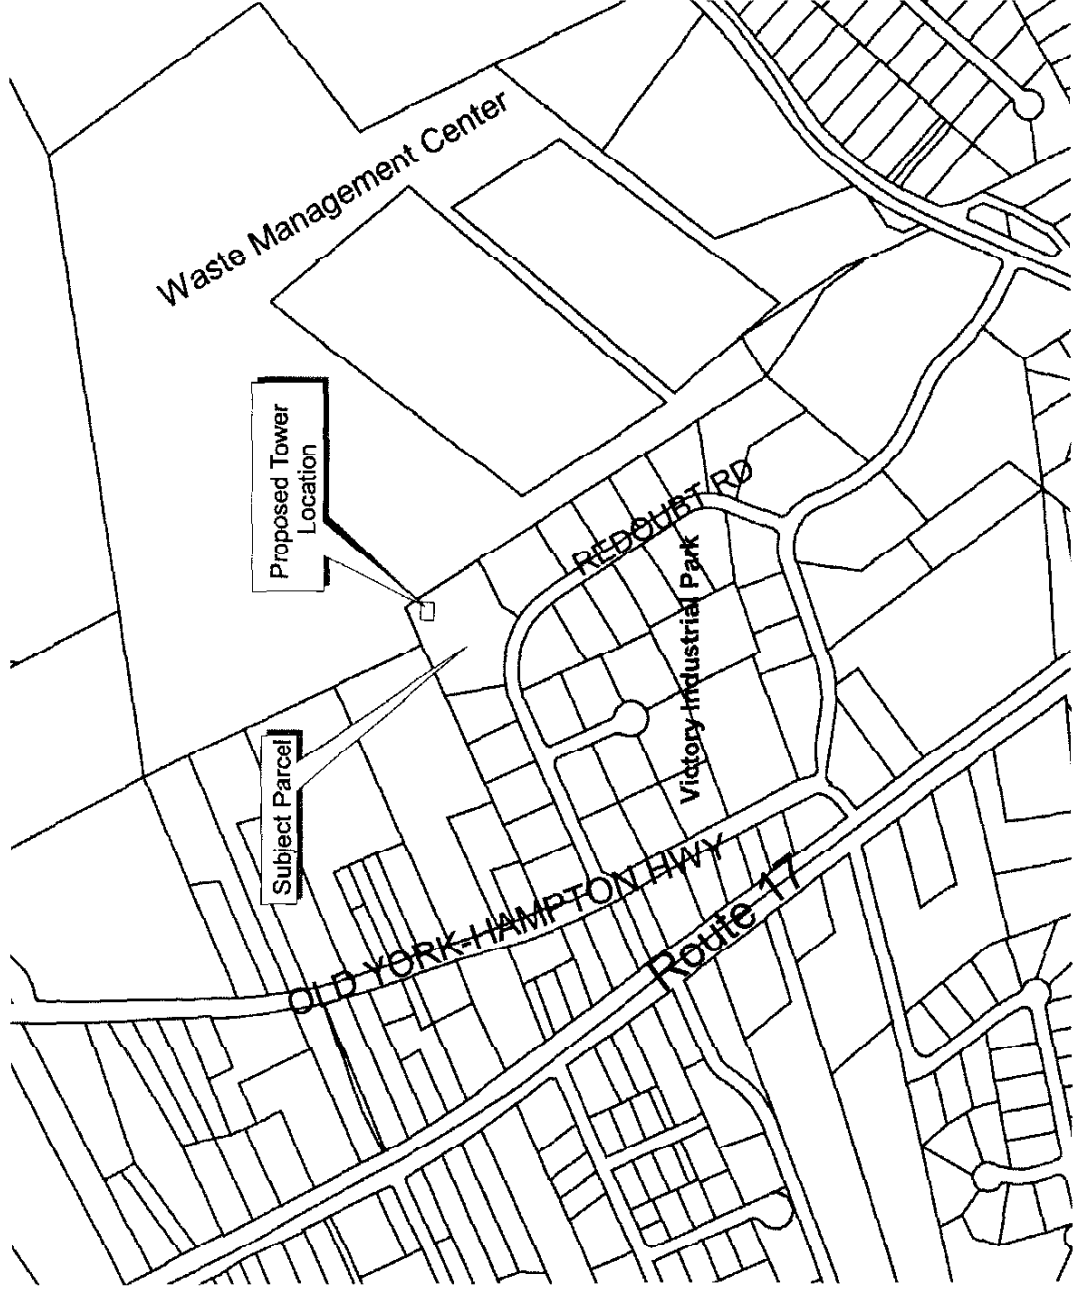 Waste Management Center
Proposed Tower
Location
REDOUBT RD
Victory Industrial Park
Subject Parcel
OLD YORK-HAMPTON HWY
Route 17